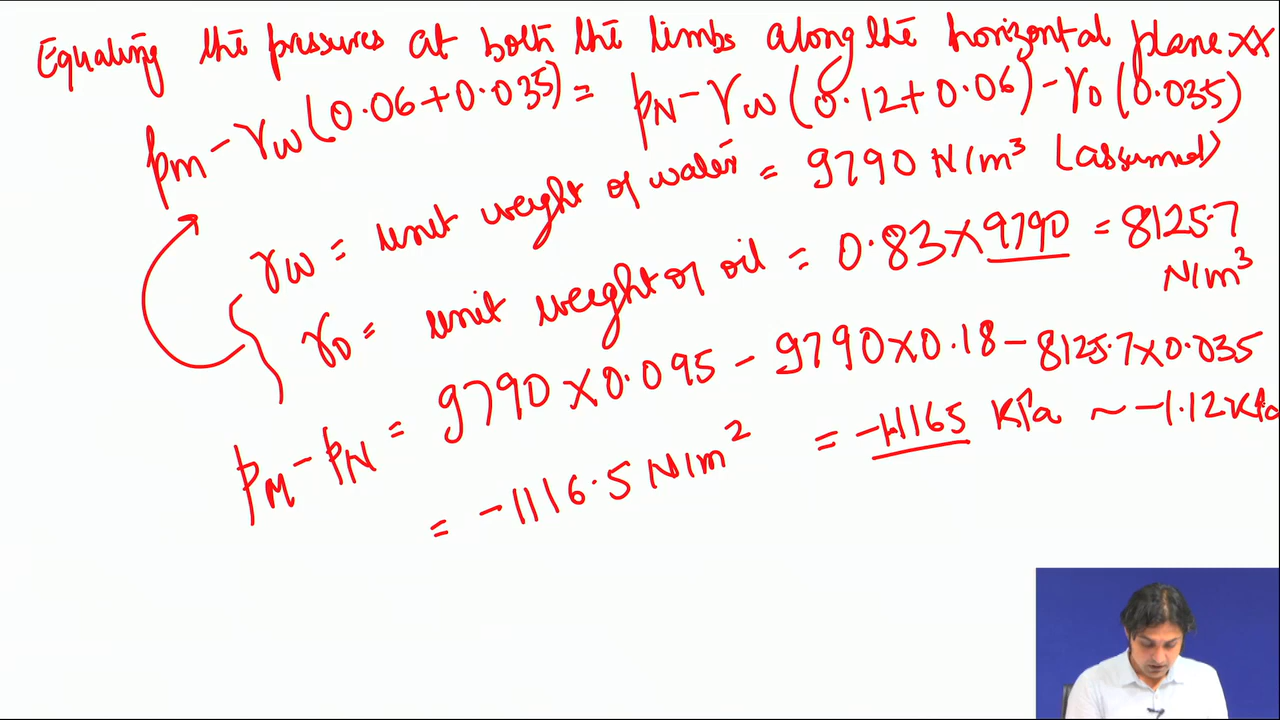 Equaling the pressures at both the limbs along the horizontal plane XX
pM - γw (0.06+0.035) = pN - γw (0.12+0.06) - γo (0.035)
γw = unit weight of water = 9790 N/m³ (assumed)
γo = unit weight of oil = 0.83 × 9790 = 8125.7 N/m³
pM - pN = 9790 × 0.095 - 9790 × 0.18 - 8125.7 × 0.035
= -1116.5 N/m² = -1.1165 kPa ~ -1.12 kPa